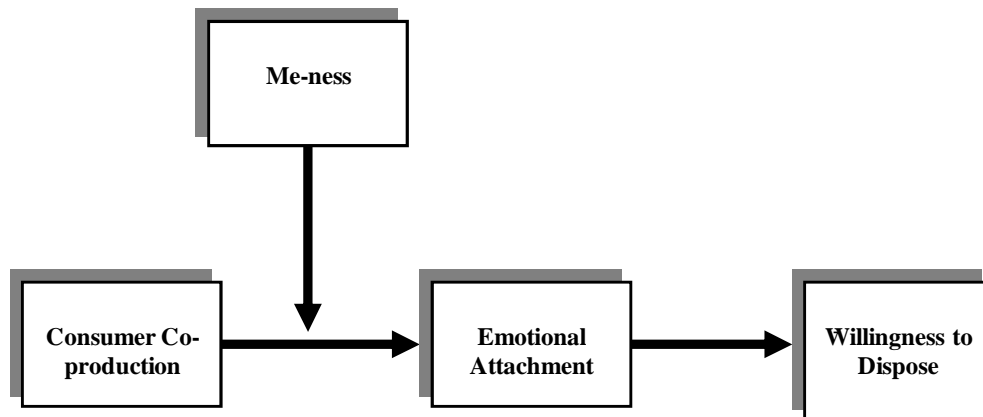 Me-ness
Consumer Co-
production
Emotional
Attachment
Willingness to
Dispose